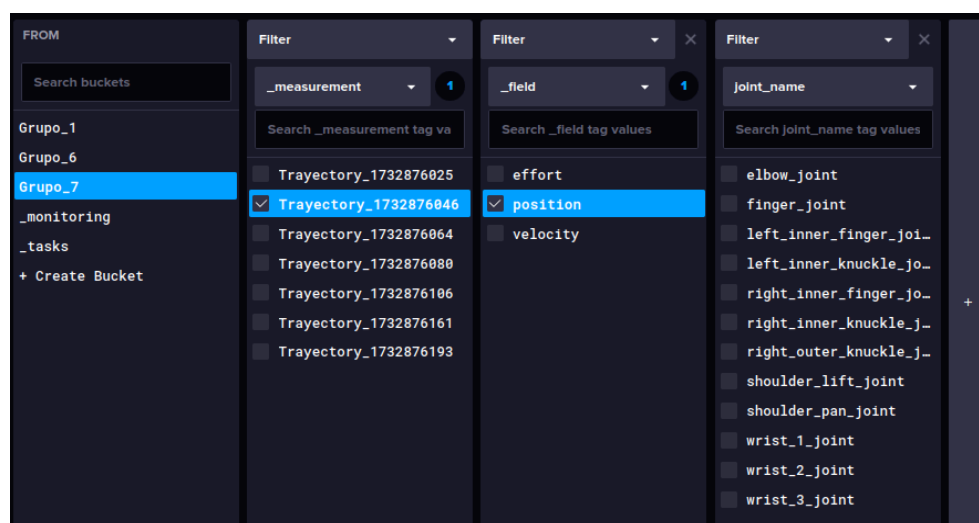 FROM
Search buckets
Grupo_1
Grupo_6
Grupo_7
_monitoring
_tasks
+ Create Bucket
Filter
_measurement
1
Search _measurement tag va
Trayectory_1732876025
Trayectory_1732876046
Trayectory_1732876064
Trayectory_1732876080
Trayectory_1732876106
Trayectory_1732876161
Trayectory_1732876193
Filter
_field
1
Search _field tag values
effort
position
velocity
Filter
joint_name
Search joint_name tag values
elbow_joint
finger_joint
left_inner_finger_joi…
left_inner_knuckle_jo…
right_inner_finger_jo…
right_inner_knuckle_j…
right_outer_knuckle_j…
shoulder_lift_joint
shoulder_pan_joint
wrist_1_joint
wrist_2_joint
wrist_3_joint
+